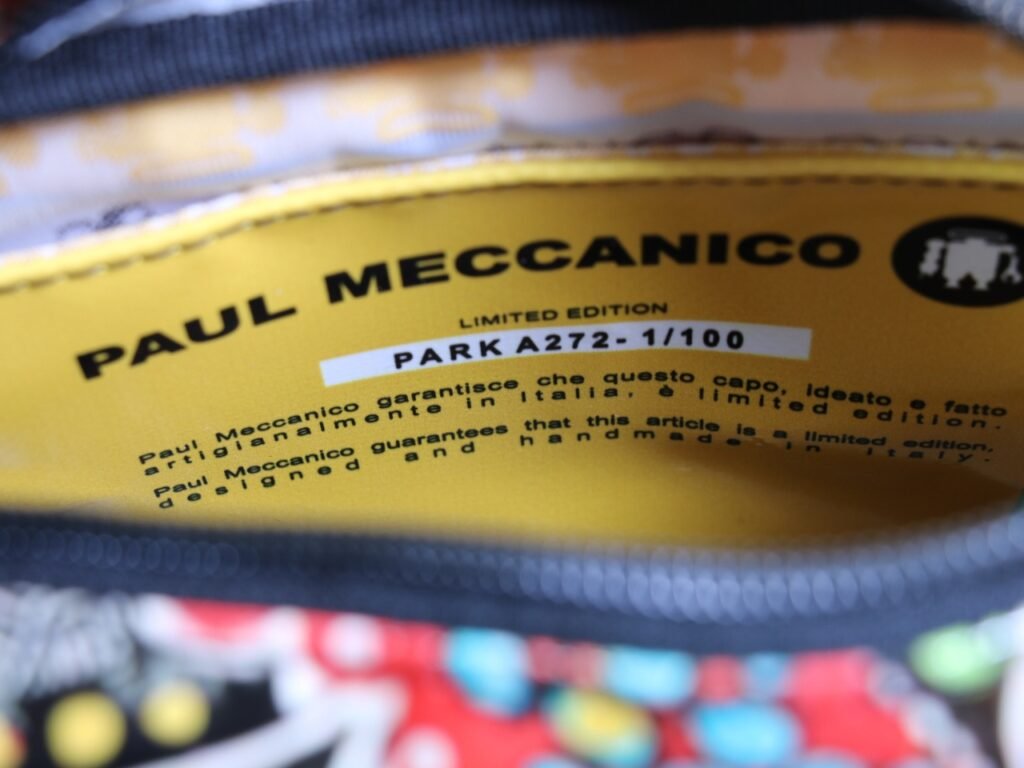 PAUL MECCANICO
LIMITED EDITION
PARK A272- 1/100
Paul Meccanico garantisce che questo capo, ideato e fatto
artigianalmente in Italia, è limited edition.
Paul Meccanico guarantees that this article is a limited edition,
designed and handmade in Italy.